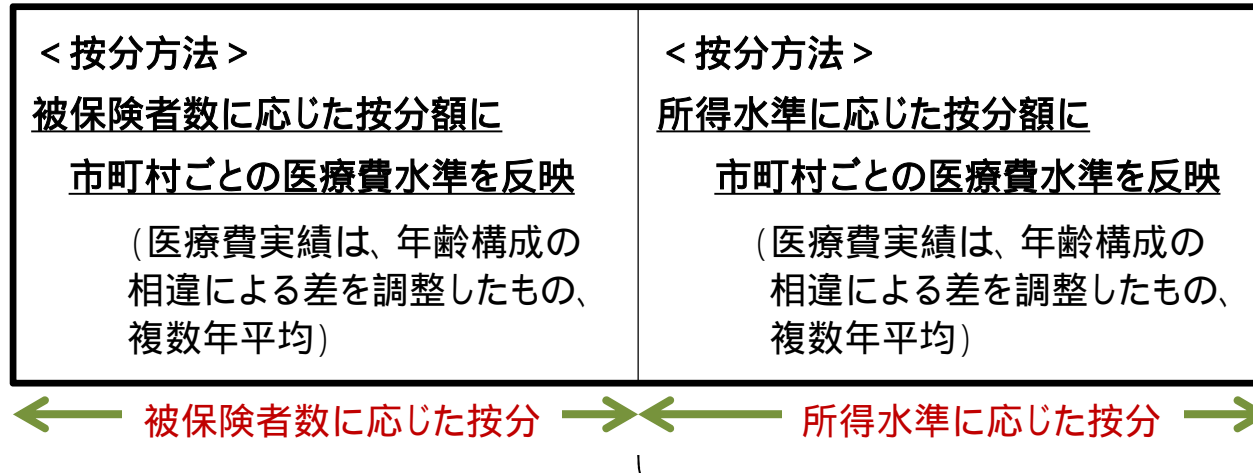 <按分方法>
被保険者数に応じた按分額に
市町村ごとの医療費水準を反映
(医療費実績は、年齢構成の
相違による差を調整したもの、
複数年平均)
<按分方法>
所得水準に応じた按分額に
市町村ごとの医療費水準を反映
(医療費実績は、年齢構成の
相違による差を調整したもの、
複数年平均)
被保険者数に応じた按分
所得水準に応じた按分